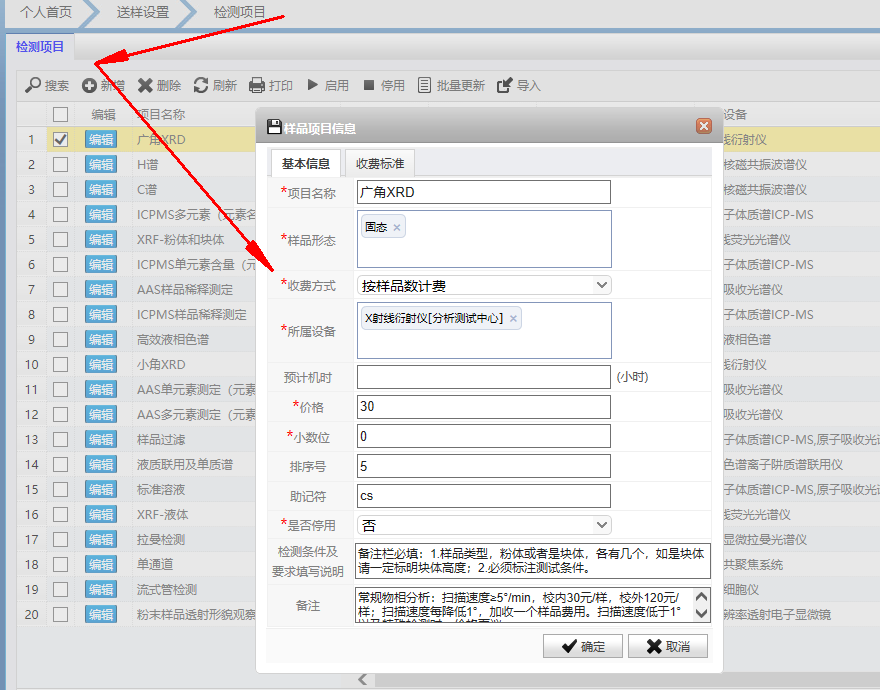 个人首页 送样设置 检测项目
检测项目
搜索 新增 删除 刷新 打印 启用 停用 批量更新 导入
编辑 项目名称 设备
1 编辑 广角XRD 线衍射仪
2 编辑 H谱 核磁共振波谱仪
3 编辑 C谱 核磁共振波谱仪
4 编辑 ICPMS多元素（元素名 子体质谱ICP-MS
5 编辑 XRF-粉体和块体 线荧光光谱仪
6 编辑 ICPMS单元素含量（元 子体质谱ICP-MS
7 编辑 AAS样品稀释测定 吸收光谱仪
8 编辑 ICPMS样品稀释测定 子体质谱ICP-MS
9 编辑 高效液相色谱 液相色谱
10 编辑 小角XRD 线衍射仪
11 编辑 AAS单元素测定（元素 吸收光谱仪
12 编辑 AAS多元素测定（元素 吸收光谱仪
13 编辑 样品过滤 子体质谱ICP-MS,原子吸收光谱
14 编辑 液质联用及单质谱 色谱离子阱质谱联用仪
15 编辑 标准溶液 子体质谱ICP-MS,原子吸收光谱
16 编辑 XRF-液体 线荧光光谱仪
17 编辑 拉曼检测 显微拉曼光谱仪
18 编辑 单通道 共聚焦系统
19 编辑 流式管检测 细胞仪
20 编辑 粉末样品透射形貌观察 辨率透射电子显微镜
样品项目信息
基本信息 收费标准
*项目名称 广角XRD
*样品形态 固态 ×
*收费方式 按样品数计费
*所属设备 X射线衍射仪[分析测试中心] ×
预计机时 (小时)
*价格 30
*小数位 0
排序号 5
助记符 cs
*是否停用 否
检测条件及
要求填写说明
备注栏必填：1.样品类型，粉体或者是块体，各有几个，如是块体
请一定标明块体高度；2.必须标注测试条件。
备注
常规物相分析：扫描速度≥5°/min，校内30元/样，校外120元/
样；扫描速度每降低1°，加收一个样品费用。扫描速度低于1°
确定 取消